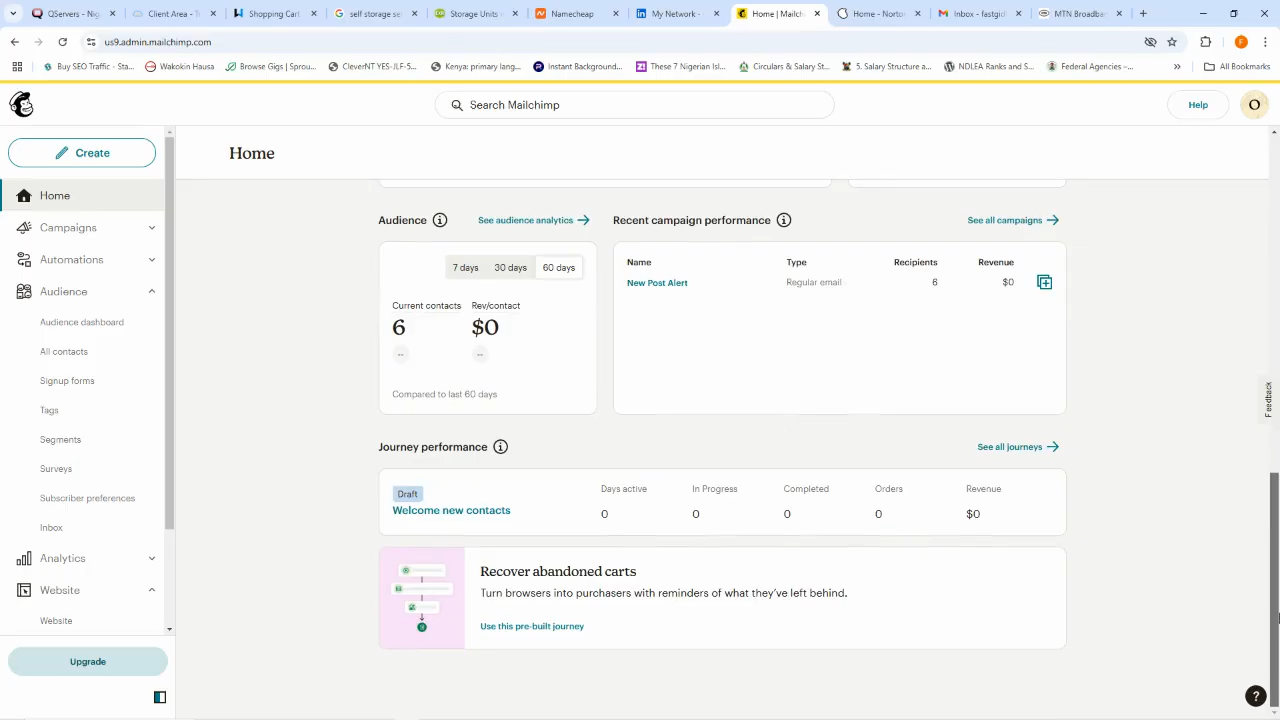 QServers - Nig
Client Area - T
Shopping Cart
self storage se
Storage Units
Namecheap
My Network -
Home | Mailch
Home - Nortor
Inbox - fastgicl
MTN Broadbe
us9.admin.mailchimp.com
Buy SEO Traffic - Sta...
Wakokin Hausa
Browse Gigs | Sprou...
CleverNT YES-JLF-5...
Kenya: primary lang...
Instant Background...
These 7 Nigerian Isl...
Circulars & Salary St...
5. Salary Structure a...
NDLEA Ranks and S...
Federal Agencies –...
»
All Bookmarks
Search Mailchimp
Help
O
Create
Home
Home
Campaigns
Automations
Audience
Audience dashboard
All contacts
Signup forms
Tags
Segments
Surveys
Subscriber preferences
Inbox
Analytics
Website
Website
Upgrade
Audience
See audience analytics
7 days 30 days 60 days
Current contacts Rev/contact
6 $0
-- --
Compared to last 60 days
Recent campaign performance
See all campaigns
Name Type Recipients Revenue
New Post Alert Regular email 6 $0
Journey performance
See all journeys
Draft
Welcome new contacts
Days active In Progress Completed Orders Revenue
0 0 0 0 $0
Recover abandoned carts
Turn browsers into purchasers with reminders of what they've left behind.
Use this pre-built journey
Feedback
?